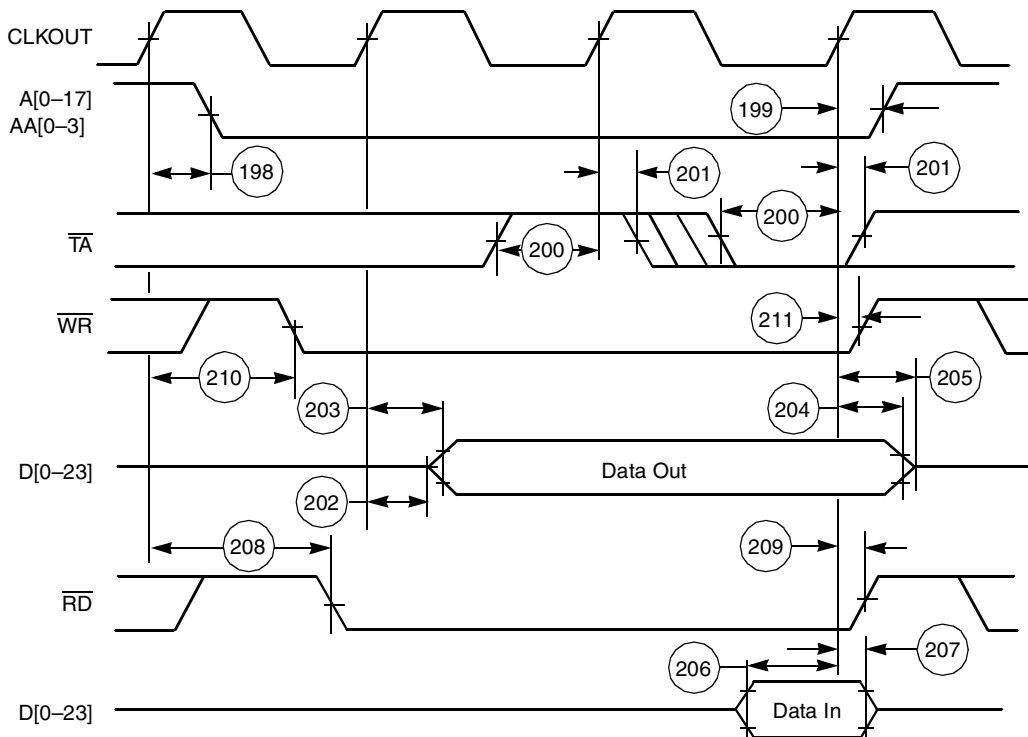 CLKOUT
A[0–17]
AA[0–3]
199
198
201
201
TA
200
200
WR
211
210
203
204
205
D[0–23]
Data Out
202
208
209
RD
206
207
D[0–23]
Data In